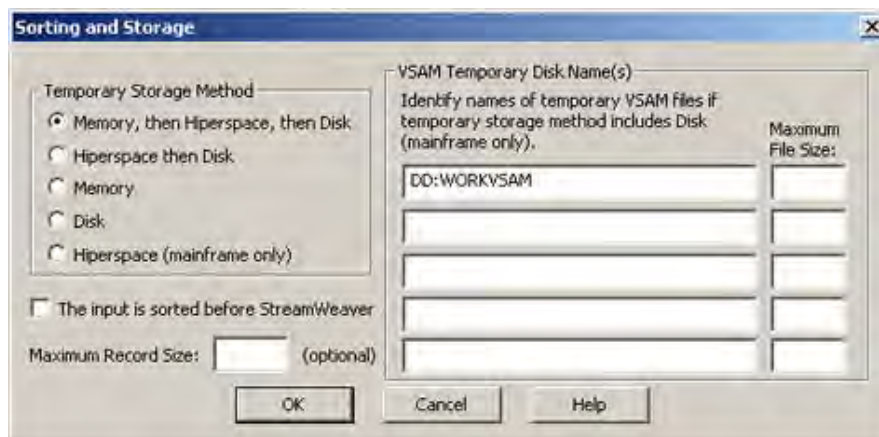 Sorting and Storage
Temporary Storage Method
Memory, then Hiperspace, then Disk
Hiperspace then Disk
Memory
Disk
Hiperspace (mainframe only)
The input is sorted before StreamWeaver
Maximum Record Size:
(optional)
VSAM Temporary Disk Name(s)
Identify names of temporary VSAM files if
temporary storage method includes Disk
(mainframe only).
Maximum
File Size:
DD:WORKVSAM
OK
Cancel
Help